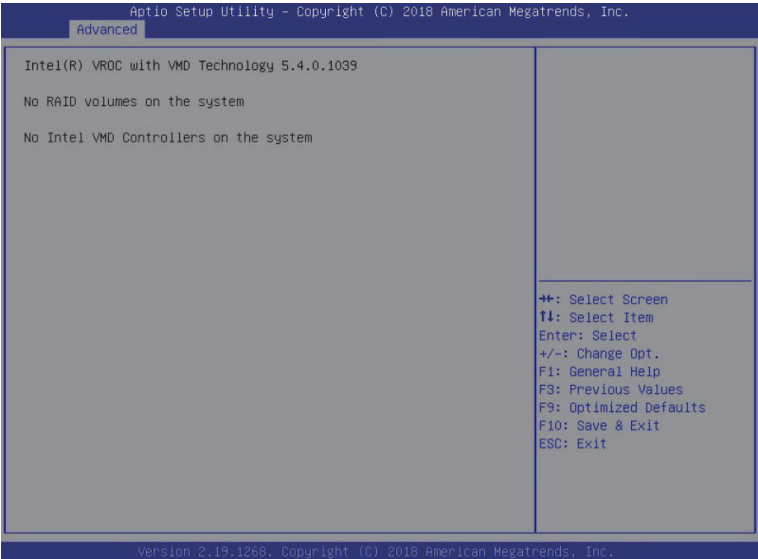 Aptio Setup Utility – Copyright (C) 2018 American Megatrends, Inc.
Advanced
Intel(R) VROC with VMD Technology 5.4.0.1039
No RAID volumes on the system
No Intel VMD Controllers on the system
→←: Select Screen
↑↓: Select Item
Enter: Select
+/-: Change Opt.
F1: General Help
F3: Previous Values
F9: Optimized Defaults
F10: Save & Exit
ESC: Exit
Version 2.19.1268. Copyright (C) 2018 American Megatrends, Inc.